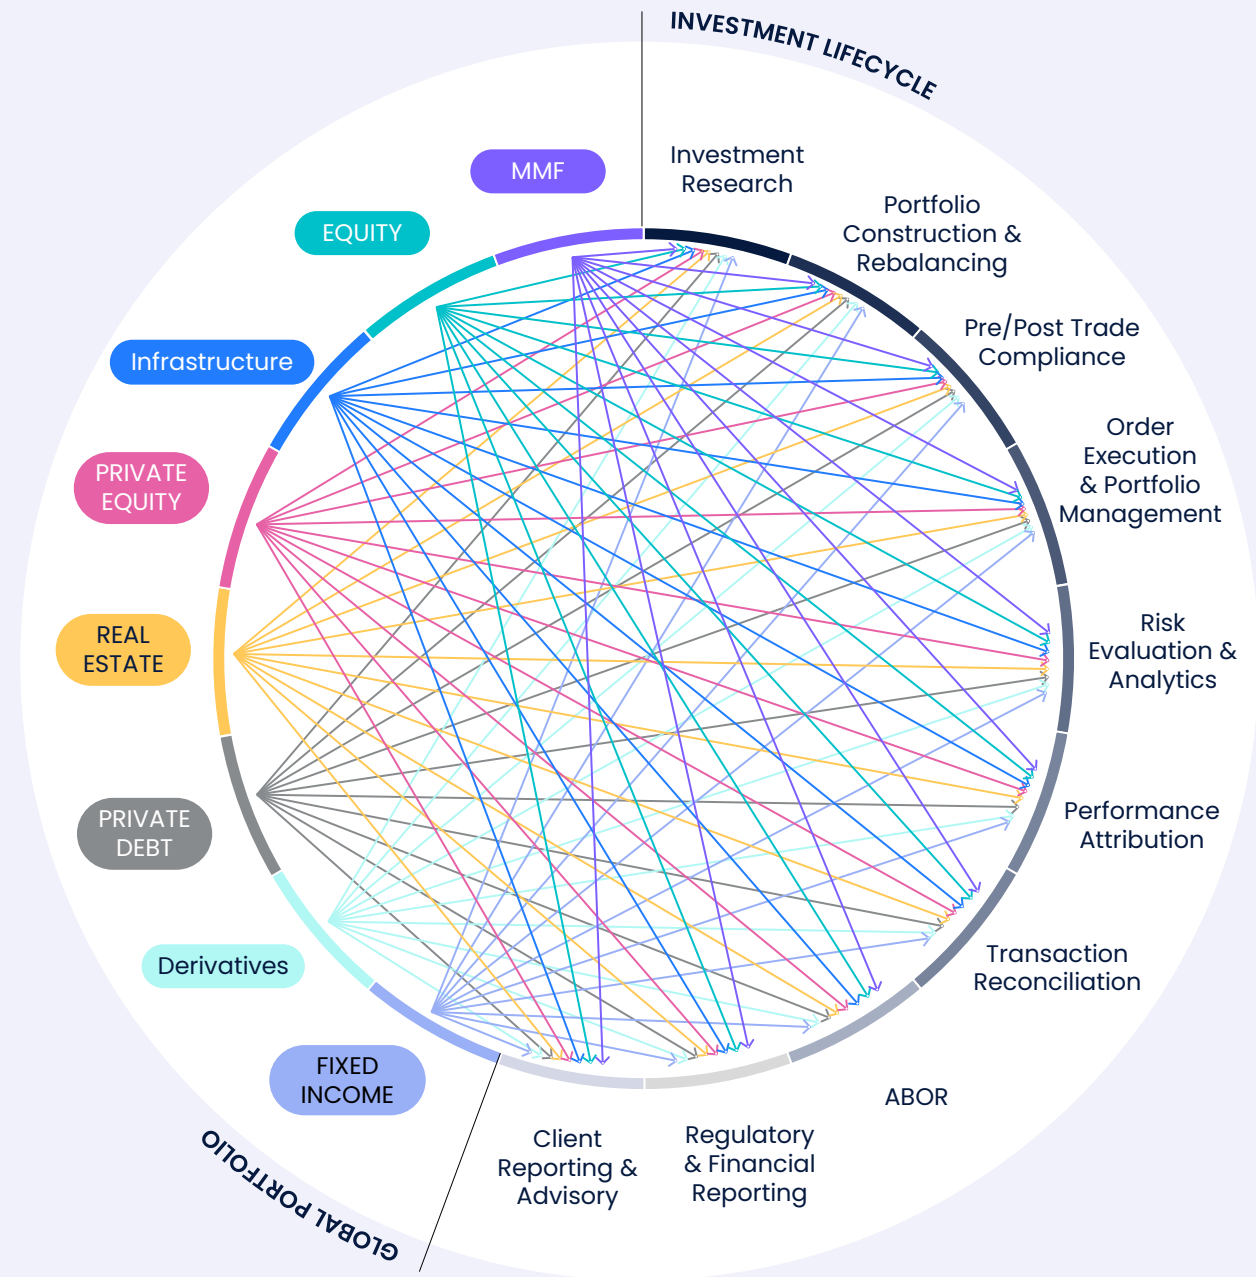 INVESTMENT LIFECYCLE
Investment
Research
Portfolio
Construction &
Rebalancing
Pre/Post Trade
Compliance
Order
Execution
& Portfolio
Management
Risk
Evaluation &
Analytics
Performance
Attribution
Transaction
Reconciliation
ABOR
Regulatory
& Financial
Reporting
Client
Reporting &
Advisory
GLOBAL PORTFOLIO
FIXED
INCOME
Derivatives
PRIVATE
DEBT
REAL
ESTATE
PRIVATE
EQUITY
Infrastructure
EQUITY
MMF